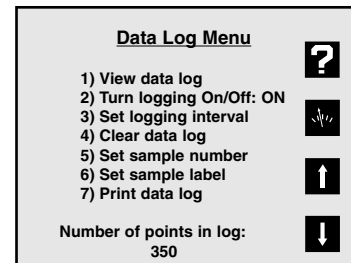 Data Log Menu
?
1) View data log
2) Turn logging On/Off: ON
3) Set logging interval
4) Clear data log
5) Set sample number
6) Set sample label
7) Print data log
Number of points in log:
350